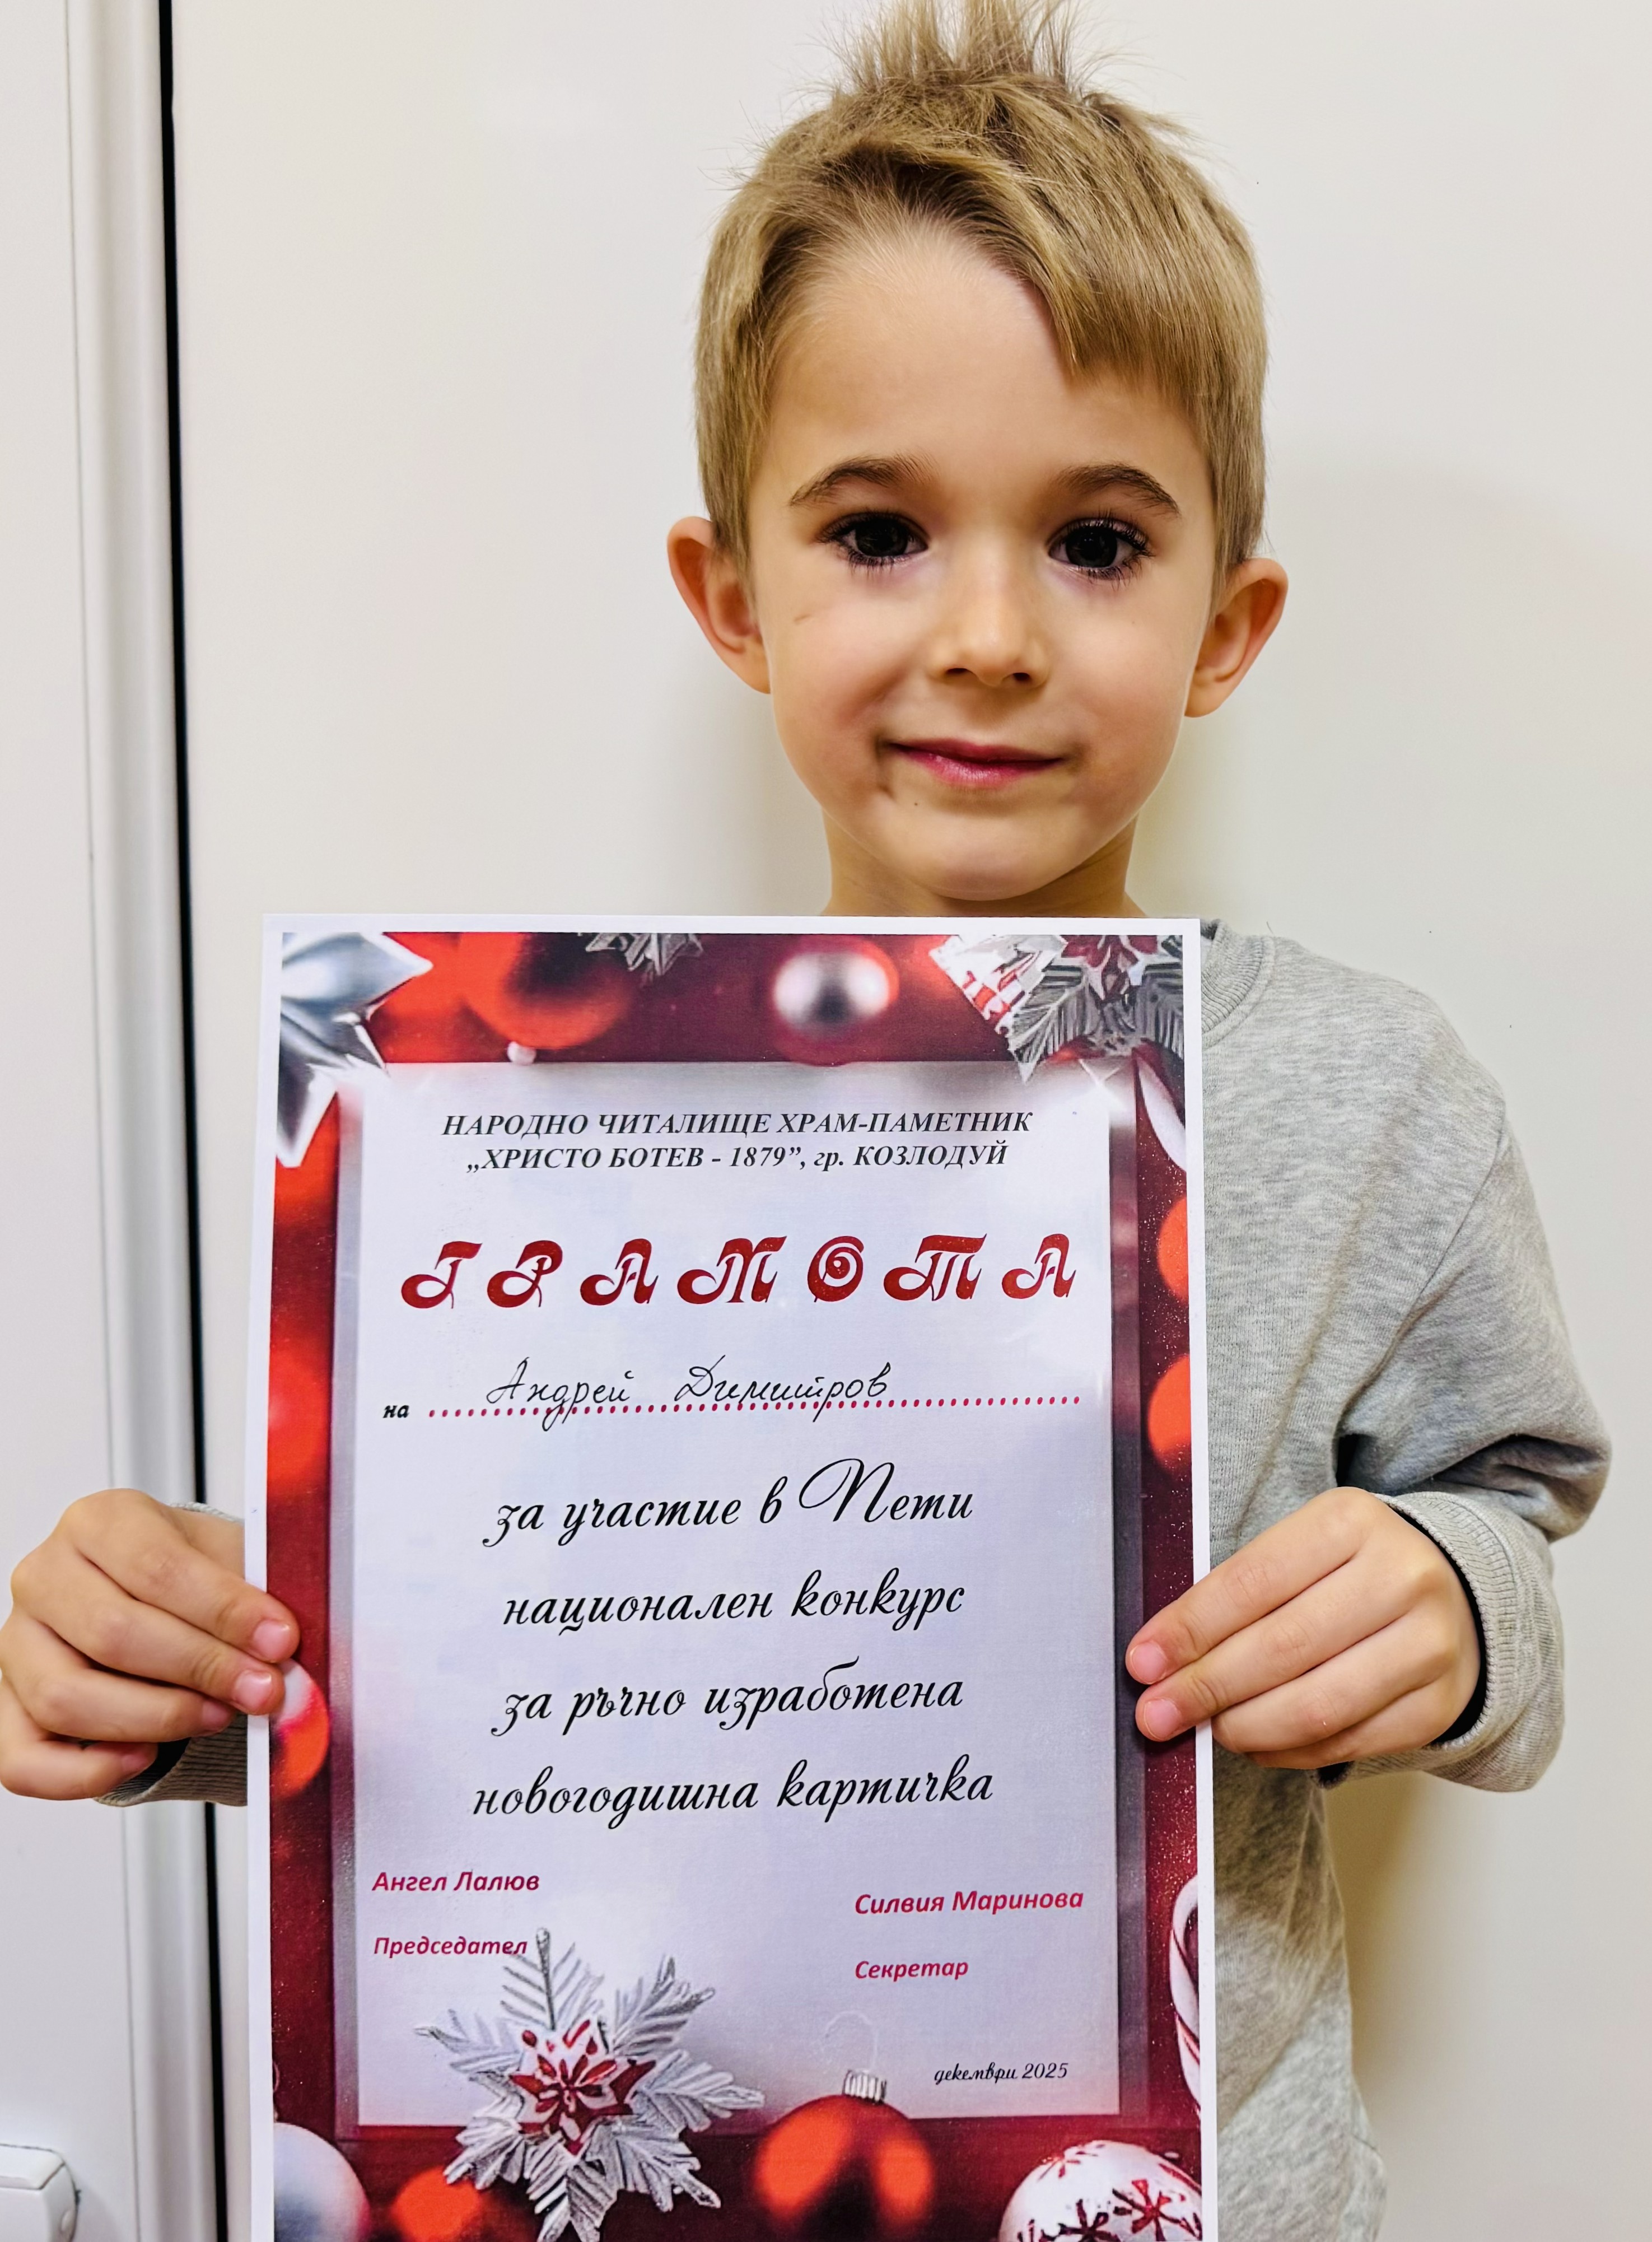 НАРОДНО ЧИТАЛИЩЕ ХРАМ-ПАМЕТНИК
„ХРИСТО БОТЕВ - 1879”, гр. КОЗЛОДУЙ
ГРАМОТА
на Андрей Димитров
за участие в Пети
национален конкурс
за ръчно изработена
новогодишна картичка
Ангел Лалюв
Силвия Маринова
Председател
Секретар
декември 2025